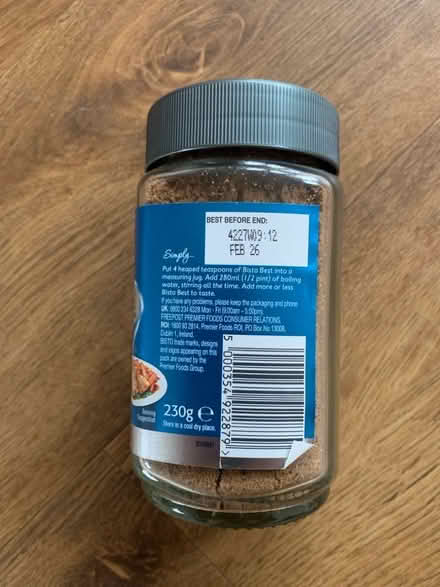 BEST BEFORE END:
4227W09:12
FEB 26
Simply
Put 4 heaped teaspoons of Bisto Best into a
measuring jug. Add 280ml (1/2 pint) of boiling
water, stirring all the time. Add more or less
Bisto Best to taste.
If you have any problems, please keep the packaging and phone
UK: 0800 234 6328 Mon - Fri (9.00am - 5.00pm).
FREEPOST PREMIER FOODS CONSUMER RELATIONS.
ROI: 1800 93 2814, Premier Foods ROI, PO Box No 13008,
Dublin 1, Ireland.
BISTO trade marks, designs
and logos appearing on this
pack are owned by the
Premier Foods Group.
Serving
Suggestion
230g e
Store in a cool dry place.
5 000354 922879 >